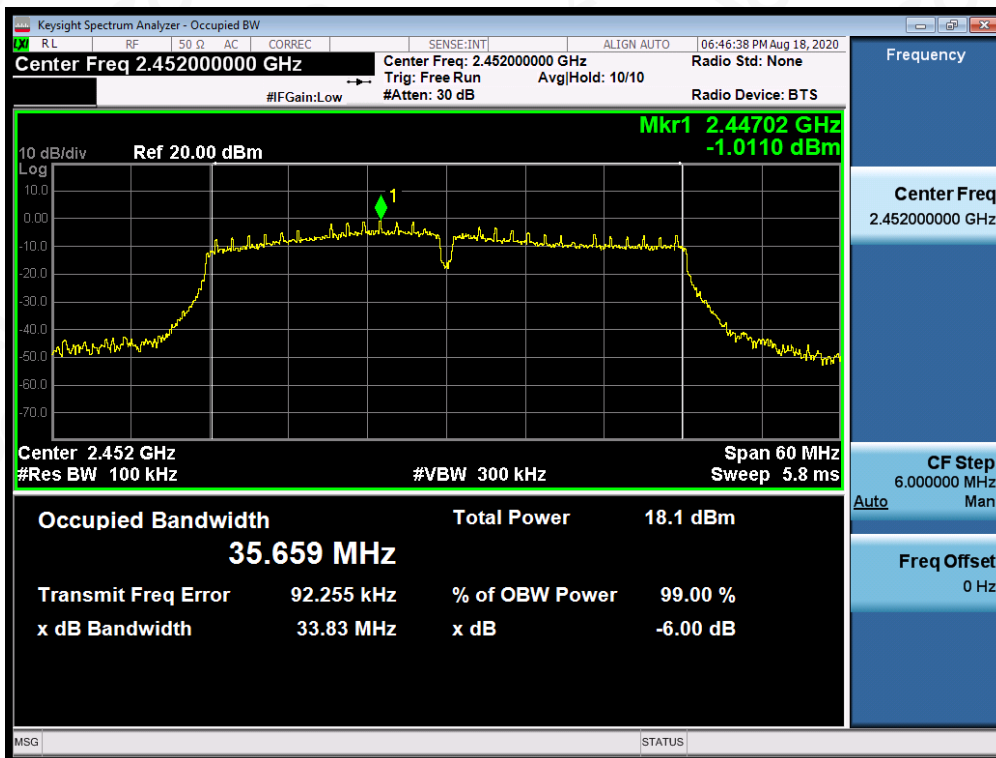 Keysight Spectrum Analyzer - Occupied BW
LXI RL RF 50 Ω AC CORREC SENSE:INT ALIGN AUTO 06:46:38 PM Aug 18, 2020
Center Freq 2.452000000 GHz
Center Freq: 2.452000000 GHz
Radio Std: None
Trig: Free Run Avg|Hold: 10/10
#IFGain:Low
#Atten: 30 dB
Radio Device: BTS
Mkr1 2.44702 GHz
-1.0110 dBm
10 dB/div Ref 20.00 dBm
Log
10.0
1
0.00
-10.0
-20.0
-30.0
-40.0
-50.0
-60.0
-70.0
Center 2.452 GHz
Span 60 MHz
#Res BW 100 kHz
#VBW 300 kHz
Sweep 5.8 ms
Occupied Bandwidth
35.659 MHz
Total Power 18.1 dBm
Transmit Freq Error 92.255 kHz
% of OBW Power 99.00 %
x dB Bandwidth 33.83 MHz
x dB -6.00 dB
Frequency
Center Freq
2.452000000 GHz
CF Step
6.000000 MHz
Auto Man
Freq Offset
0 Hz
MSG
STATUS